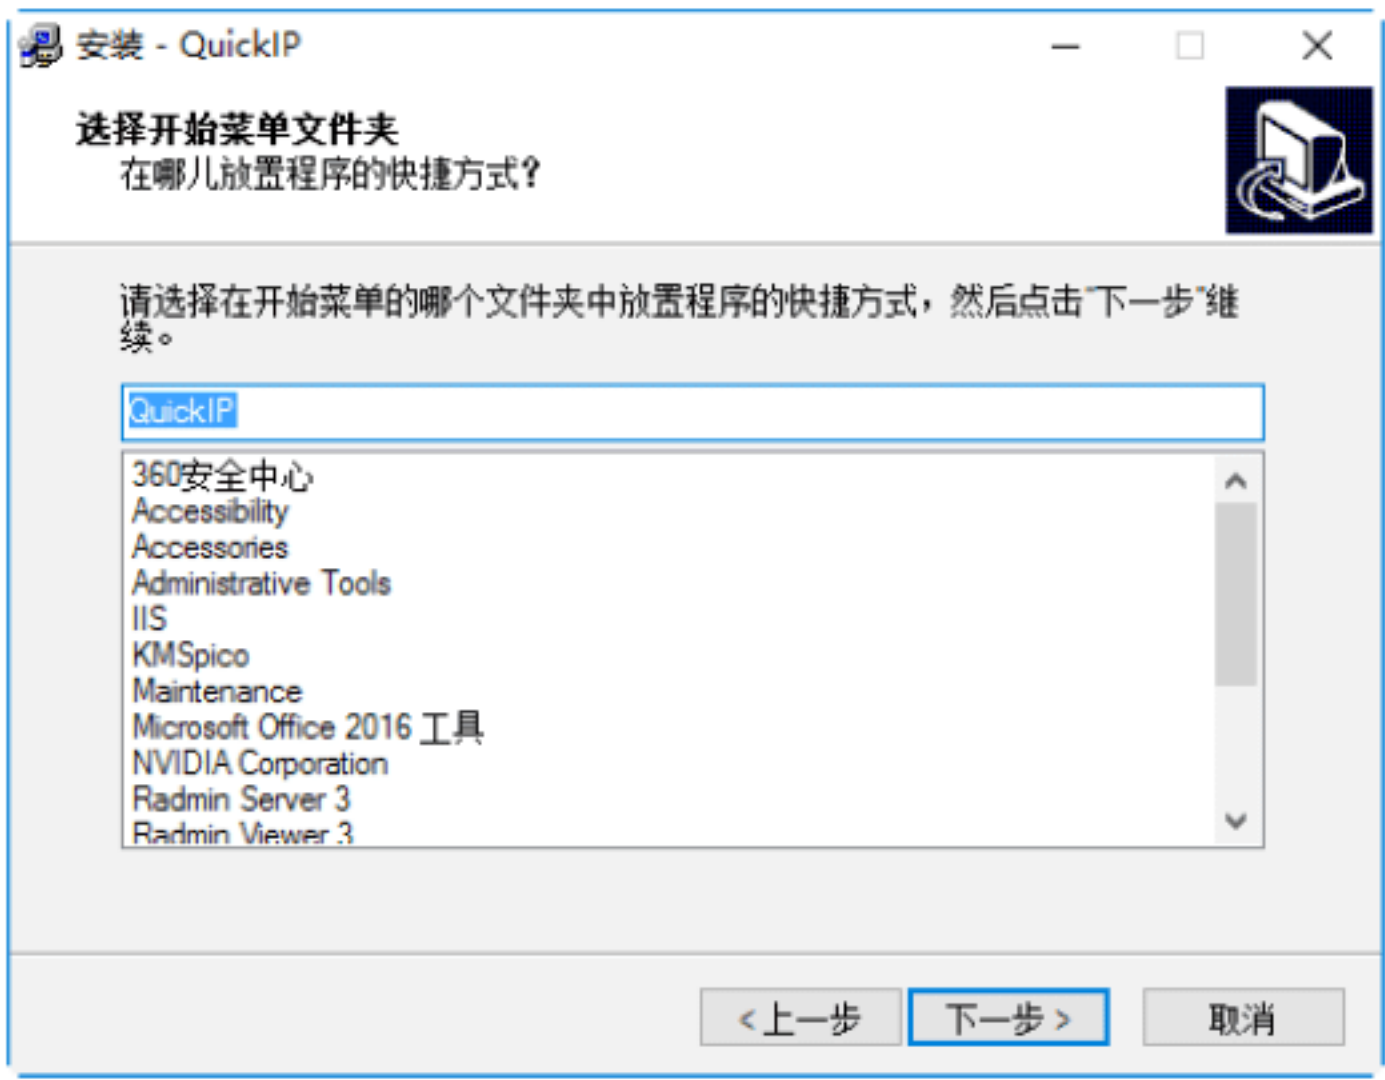 安装 - QuickIP
选择开始菜单文件夹
在哪儿放置程序的快捷方式?
请选择在开始菜单的哪个文件夹中放置程序的快捷方式，然后点击"下一步"继
续。
QuickIP
360安全中心
Accessibility
Accessories
Administrative Tools
IIS
KMSpico
Maintenance
Microsoft Office 2016 工具
NVIDIA Corporation
Radmin Server 3
Radmin Viewer 3
<上一步 下一步> 取消